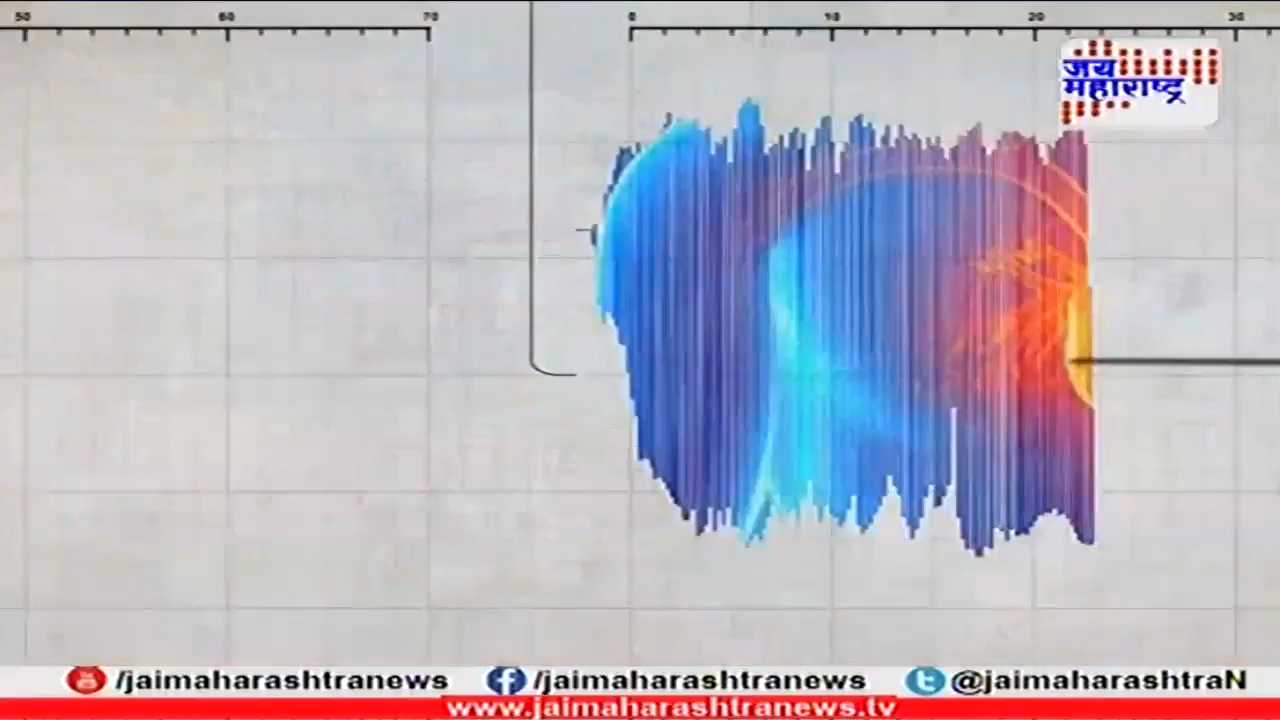 50 60 70 0 10 20 30
जय
महाराष्ट्र
/jaimaharashtranews /jaimaharashtranews @jaimaharashtraN
www.jaimaharashtranews.tv